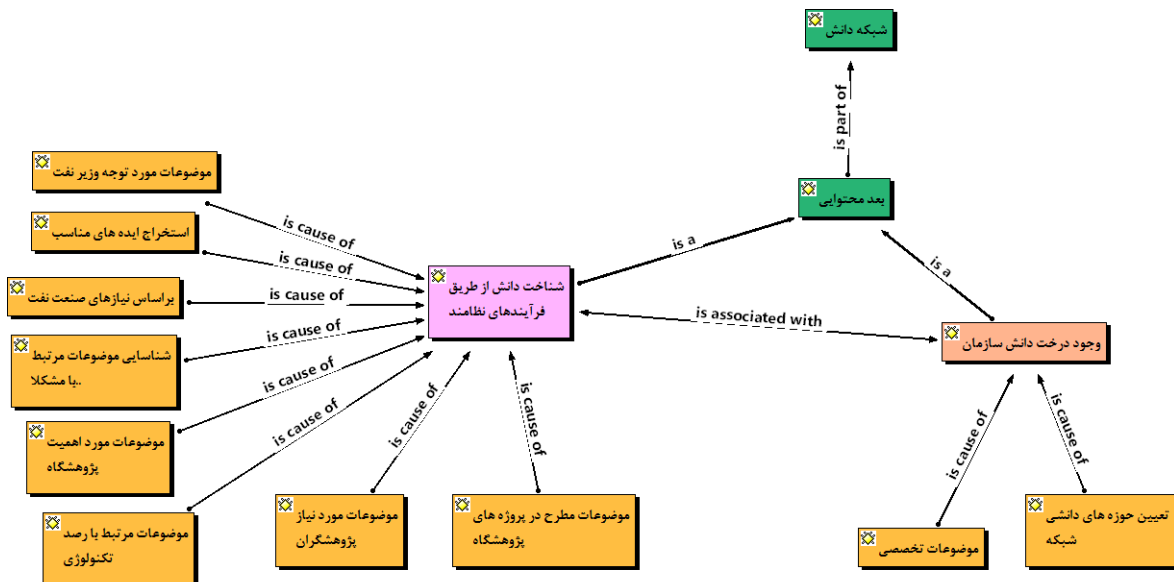 شبکه دانش
is part of
بعد محتوایی
is a
is a
موضوعات مورد توجه وزیر نفت
is cause of
استخراج ایده های مناسب
is cause of
براساس نیازهای صنعت نفت
is cause of
شناخت دانش از طریق
فرآیندهای نظامند
is associated with
وجود درخت دانش سازمان
شناسایی موضوعات مرتبط
با مشکلا..
is cause of
موضوعات مورد اهمیت
پژوهشگاه
is cause of
موضوعات مرتبط با رصد
تکنولوژی
is cause of
موضوعات مورد نیاز
پژوهشگران
is cause of
موضوعات مطرح در پروژه های
پژوهشگاه
is cause of
موضوعات تخصصی
is cause of
تعیین حوزه های دانشی
شبکه
is cause of